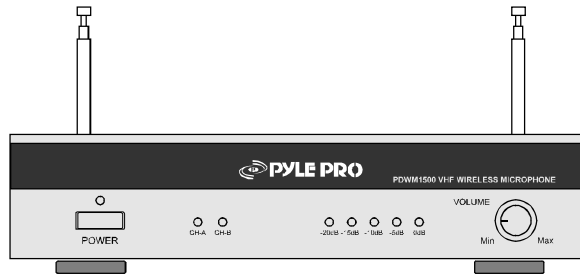 PYLE PRO
PDWM1500 VHF WIRELESS MICROPHONE
VOLUME
POWER
CH-A CH-B
-20dB -15dB -10dB -5dB 0dB
Min Max